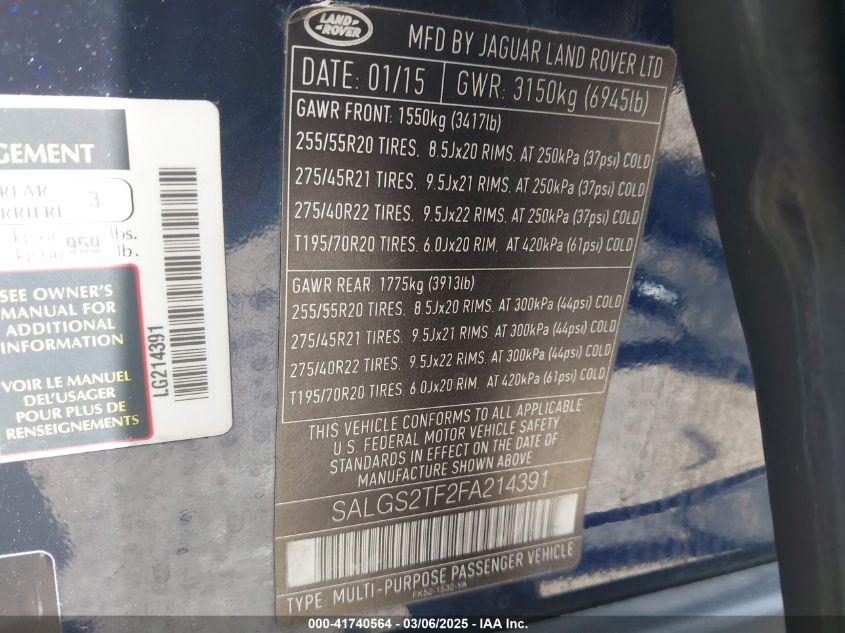 GEMENT
REAR 3
RRIERE
959 lbs.
lb.
SEE OWNER'S
MANUAL FOR
ADDITIONAL
INFORMATION
VOIR LE MANUEL
DEL'USAGER
POUR PLUS DE
RENSEIGNEMENTS
LG214391
LAND
ROVER
MFD BY JAGUAR LAND ROVER LTD
DATE: 01/15 GWR: 3150kg (6945lb)
GAWR FRONT: 1550kg (3417lb)
255/55R20 TIRES. 8.5Jx20 RIMS. AT 250kPa (37psi) COLD
275/45R21 TIRES. 9.5Jx21 RIMS. AT 250kPa (37psi) COLD
275/40R22 TIRES. 9.5Jx22 RIMS. AT 250kPa (37psi) COLD
T195/70R20 TIRES. 6.0Jx20 RIM. AT 420kPa (61psi) COLD
GAWR REAR: 1775kg (3913lb)
255/55R20 TIRES. 8.5Jx20 RIMS. AT 300kPa (44psi) COLD
275/45R21 TIRES. 9.5Jx21 RIMS. AT 300kPa (44psi) COLD
275/40R22 TIRES. 9.5Jx22 RIMS. AT 300kPa (44psi) COLD
T195/70R20 TIRES. 6.0Jx20 RIM. AT 420kPa (61psi) COLD
THIS VEHICLE CONFORMS TO ALL APPLICABLE
U.S. FEDERAL MOTOR VEHICLE SAFETY
STANDARDS IN EFFECT ON THE DATE OF
MANUFACTURE SHOWN ABOVE
SALGS2TF2FA214391
TYPE: MULTI-PURPOSE PASSENGER VEHICLE
FK52-1532-YA
000-41740564 — 03/06/2025 — IAA Inc.